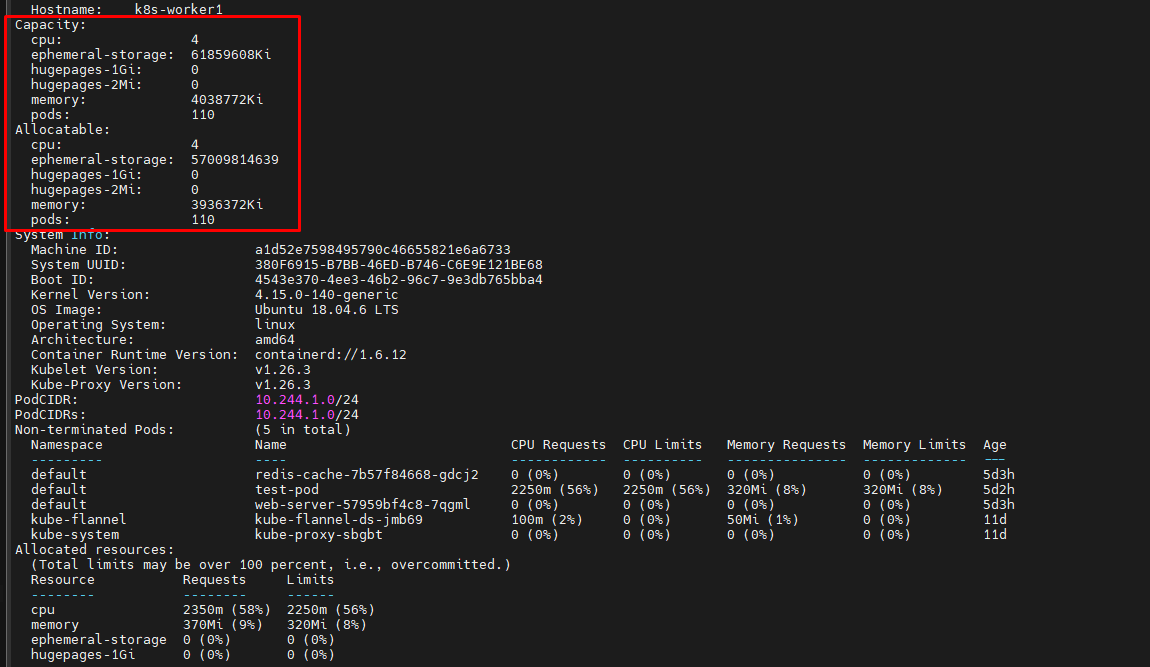 Hostname:    k8s-worker1
Capacity:
  cpu:                4
  ephemeral-storage:  61859608Ki
  hugepages-1Gi:      0
  hugepages-2Mi:      0
  memory:             4038772Ki
  pods:               110
Allocatable:
  cpu:                4
  ephemeral-storage:  57009814639
  hugepages-1Gi:      0
  hugepages-2Mi:      0
  memory:             3936372Ki
  pods:               110
System Info:
  Machine ID:                 a1d52e7598495790c46655821e6a6733
  System UUID:                380F6915-B7BB-46ED-B746-C6E9E121BE68
  Boot ID:                    4543e370-4ee3-46b2-96c7-9e3db765bba4
  Kernel Version:             4.15.0-140-generic
  OS Image:                   Ubuntu 18.04.6 LTS
  Operating System:           linux
  Architecture:               amd64
  Container Runtime Version:  containerd://1.6.12
  Kubelet Version:            v1.26.3
  Kube-Proxy Version:         v1.26.3
PodCIDR:                      10.244.1.0/24
PodCIDRs:                     10.244.1.0/24
Non-terminated Pods:          (5 in total)
  Namespace                   Name                            CPU Requests  CPU Limits   Memory Requests  Memory Limits  Age
  ---------                   ----                            ------------  ----------   ---------------  -------------  ---
  default                     redis-cache-7b57f84668-gdcj2    0 (0%)        0 (0%)       0 (0%)           0 (0%)         5d3h
  default                     test-pod                        2250m (56%)   2250m (56%)  320Mi (8%)       320Mi (8%)     5d2h
  default                     web-server-57959bf4c8-7qgml     0 (0%)        0 (0%)       0 (0%)           0 (0%)         5d3h
  kube-flannel                kube-flannel-ds-jmb69           100m (2%)     0 (0%)       50Mi (1%)        0 (0%)         11d
  kube-system                 kube-proxy-sbgbt                0 (0%)        0 (0%)       0 (0%)           0 (0%)         11d
Allocated resources:
  (Total limits may be over 100 percent, i.e., overcommitted.)
  Resource           Requests     Limits
  --------           --------     ------
  cpu                2350m (58%)  2250m (56%)
  memory             370Mi (9%)   320Mi (8%)
  ephemeral-storage  0 (0%)       0 (0%)
  hugepages-1Gi      0 (0%)       0 (0%)